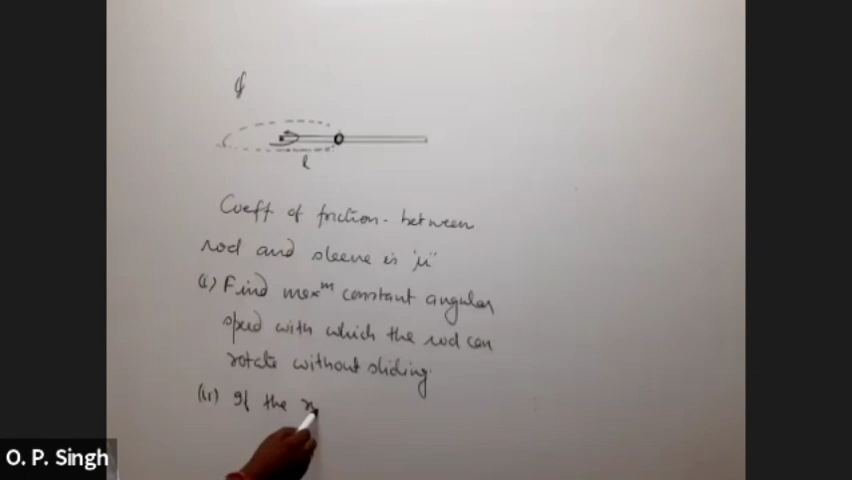 l
Coeff of friction - between
rod and sleeve is "μ"
(i) Find maxᵐ constant angular
speed with which the rod can
rotate without sliding.
(ii) If the r
O. P. Singh